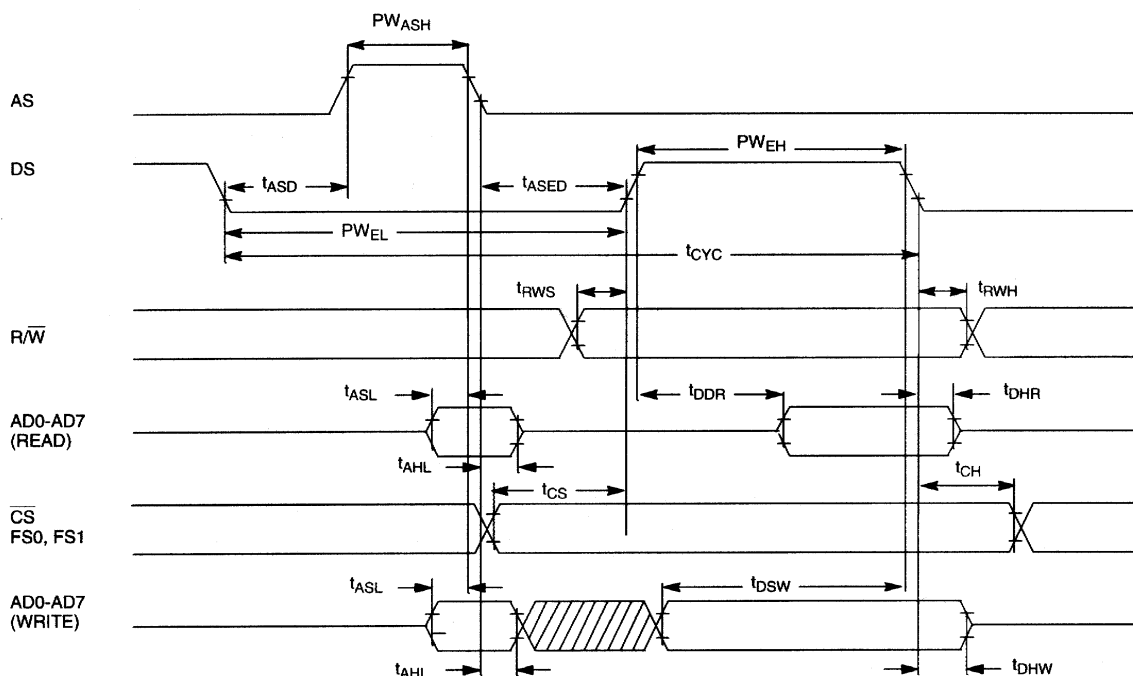 PWASH
AS
DS
tASD
tASED
PWEH
PWEL
tCYC
tRWS
tRWH
R/W̅
tASL
tDDR
tDHR
AD0-AD7
(READ)
tAHL
tCS
tCH
C̅S̅
FS0, FS1
tASL
tDSW
AD0-AD7
(WRITE)
tAHL
tDHW